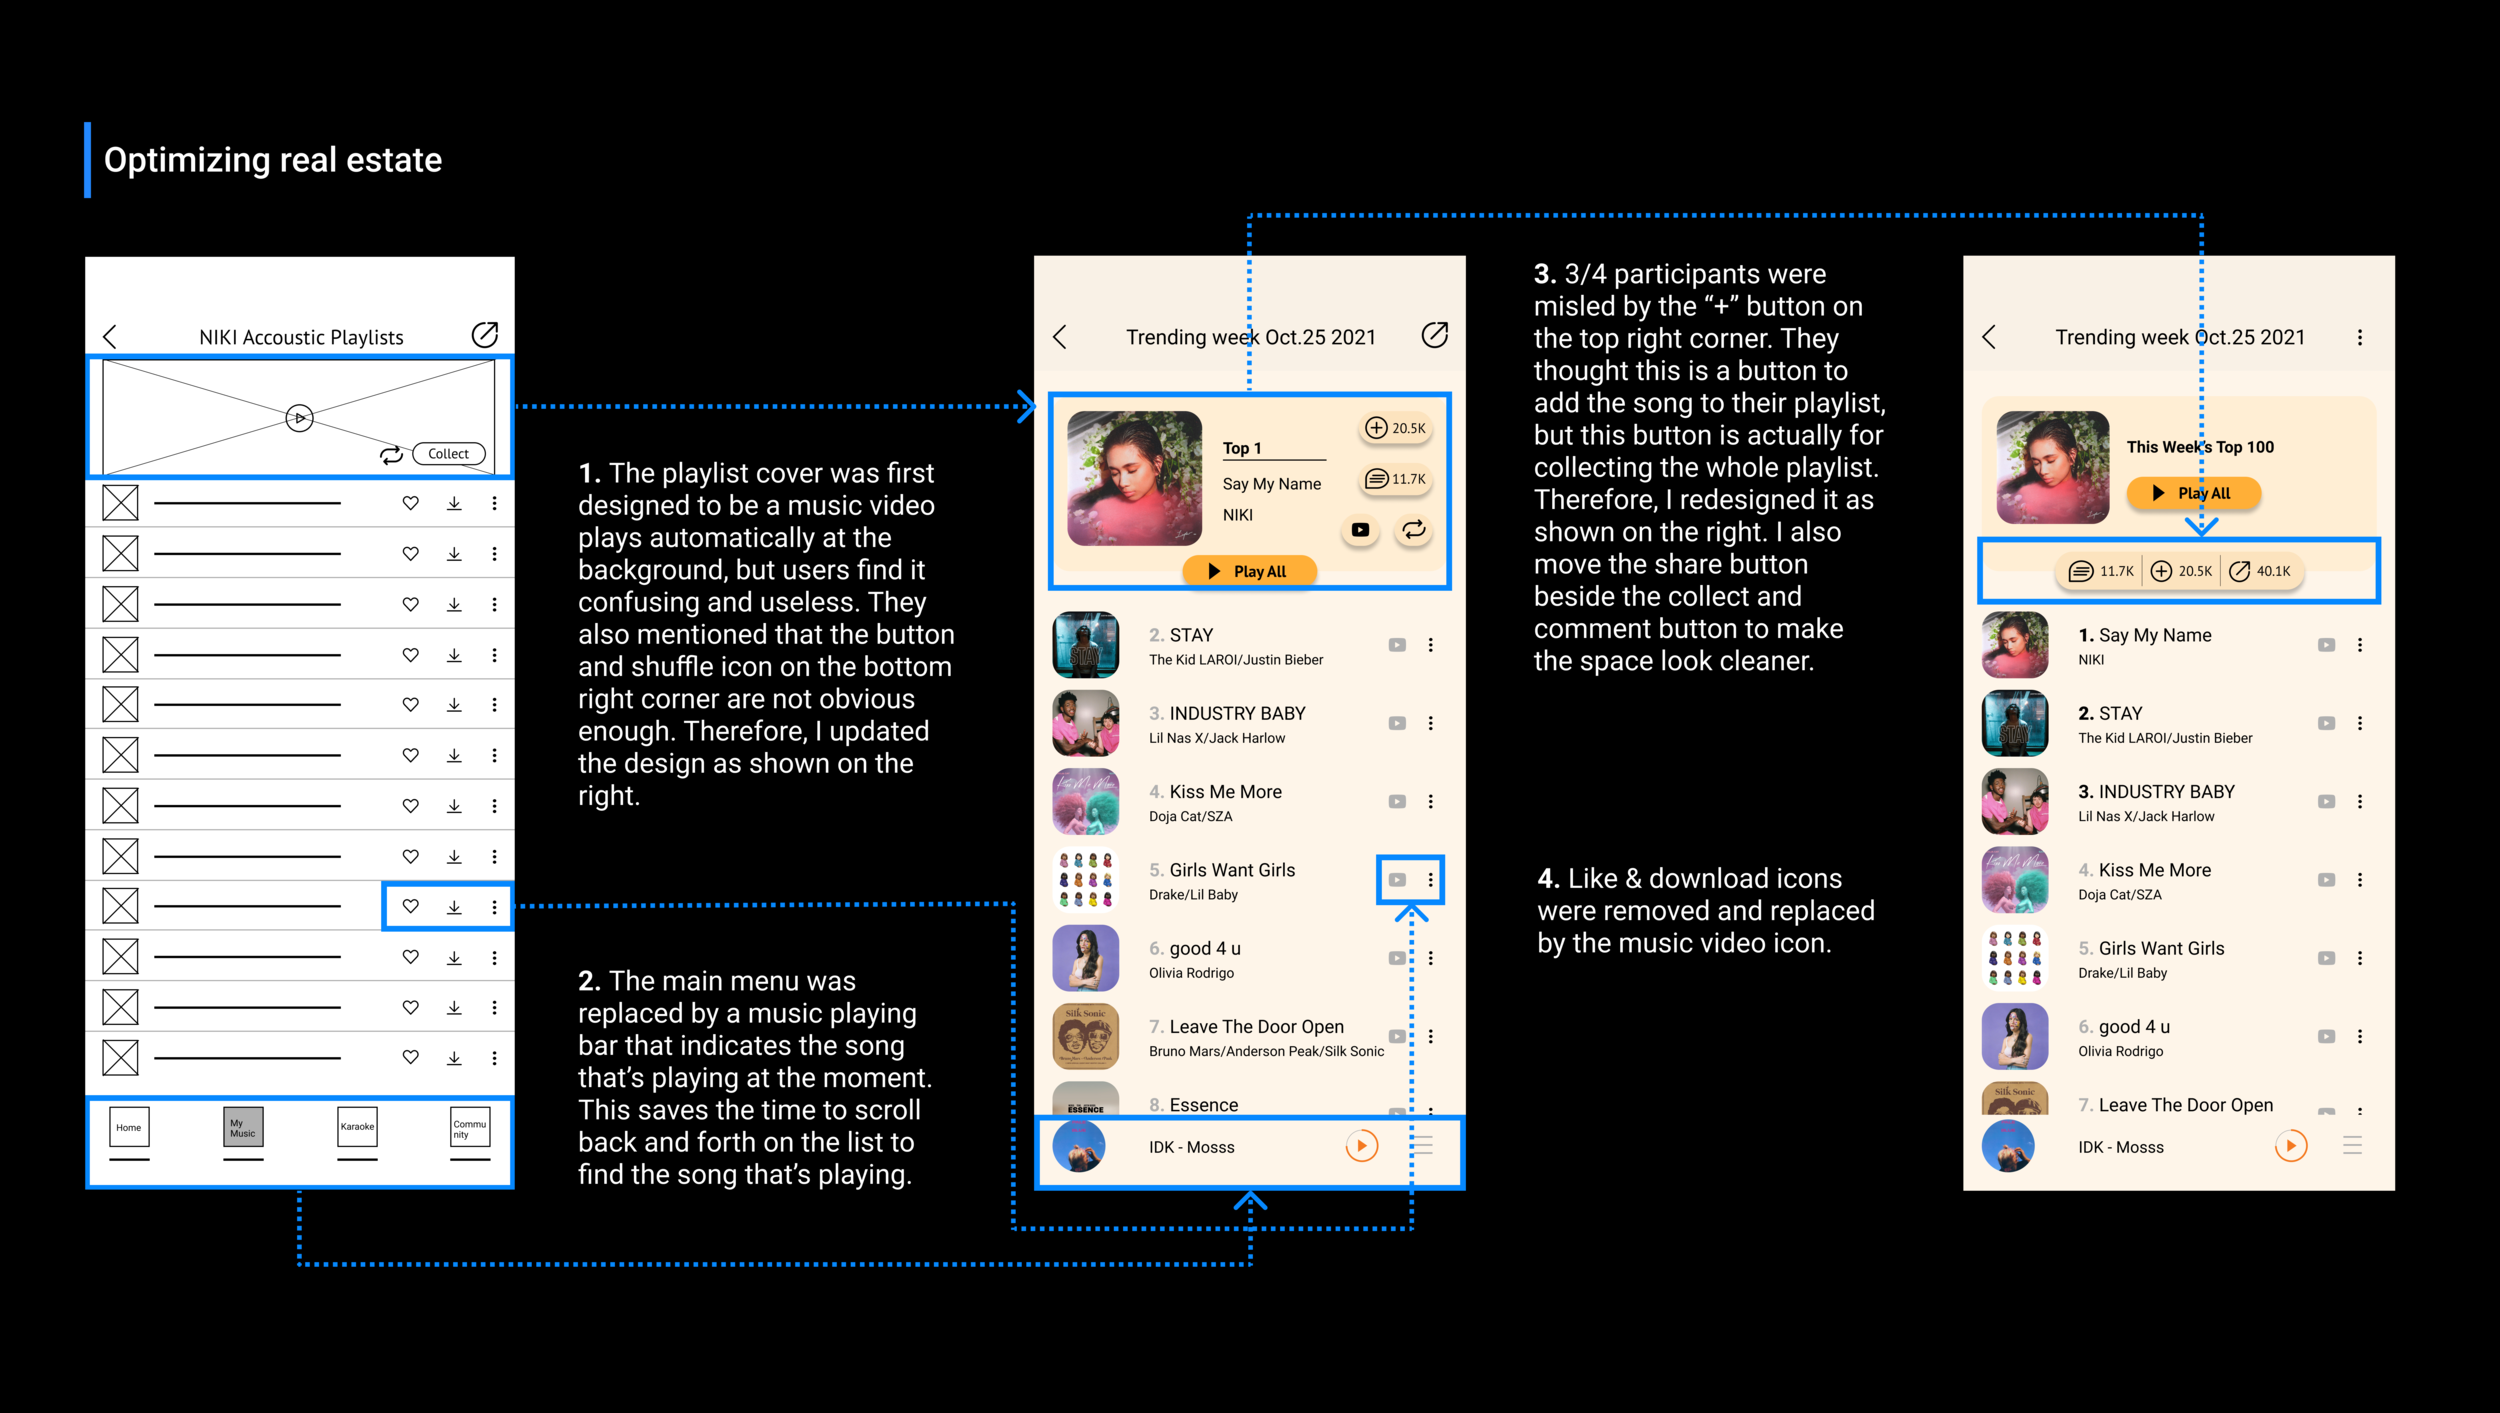 Optimizing real estate
NIKI Accoustic Playlists
Collect
Home
My
Music
Karaoke
Commu
nity
1. The playlist cover was first
designed to be a music video
plays automatically at the
background, but users find it
confusing and useless. They
also mentioned that the button
and shuffle icon on the bottom
right corner are not obvious
enough. Therefore, I updated
the design as shown on the
right.
2. The main menu was
replaced by a music playing
bar that indicates the song
that’s playing at the moment.
This saves the time to scroll
back and forth on the list to
find the song that’s playing.
Trending week Oct.25 2021
Top 1
Say My Name
NIKI
20.5K
11.7K
Play All
STAY
2. STAY
The Kid LAROI/Justin Bieber
3. INDUSTRY BABY
Lil Nas X/Jack Harlow
Kiss Me More
4. Kiss Me More
Doja Cat/SZA
5. Girls Want Girls
Drake/Lil Baby
6. good 4 u
Olivia Rodrigo
Silk Sonic
7. Leave The Door Open
Bruno Mars/Anderson Peak/Silk Sonic
ESSENCE
8. Essence
IDK - Mosss
3. 3/4 participants were
misled by the “+” button on
the top right corner. They
thought this is a button to
add the song to their playlist,
but this button is actually for
collecting the whole playlist.
Therefore, I redesigned it as
shown on the right. I also
move the share button
beside the collect and
comment button to make
the space look cleaner.
4. Like & download icons
were removed and replaced
by the music video icon.
Trending week Oct.25 2021
This Week's Top 100
Play All
11.7K
20.5K
40.1K
1. Say My Name
NIKI
STAY
2. STAY
The Kid LAROI/Justin Bieber
3. INDUSTRY BABY
Lil Nas X/Jack Harlow
Kiss Me More
4. Kiss Me More
Doja Cat/SZA
5. Girls Want Girls
Drake/Lil Baby
6. good 4 u
Olivia Rodrigo
Silk Sonic
7. Leave The Door Open
IDK - Mosss